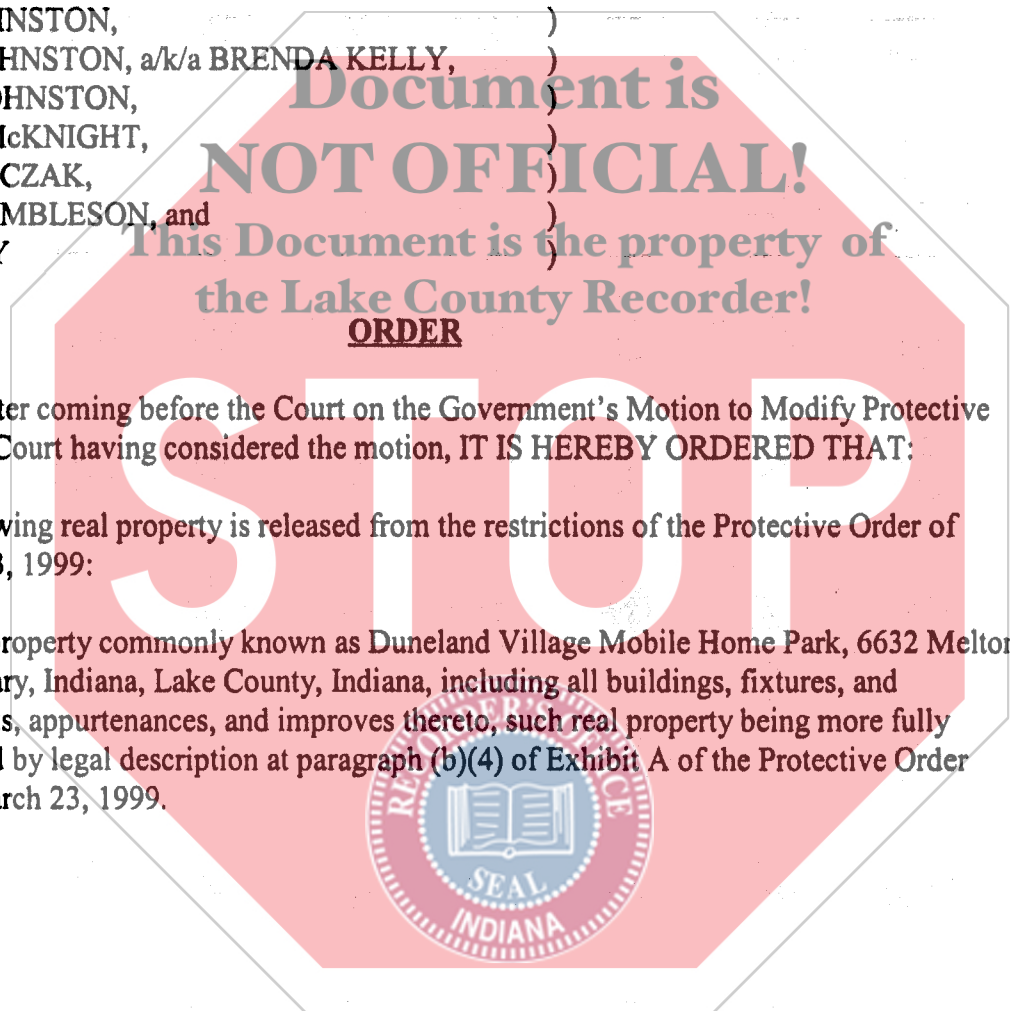 INSTON, )
HNSTON, a/k/a BRENDA KELLY, )
Document is
OHNSTON, )
McKNIGHT, )
NOT OFFICIAL!
CZAK, )
MBLESON, and )
This Document is the property of
Y )
the Lake County Recorder!
ORDER
ter coming before the Court on the Government's Motion to Modify Protective
Court having considered the motion, IT IS HEREBY ORDERED THAT:
wing real property is released from the restrictions of the Protective Order of
3, 1999:
STOP
roperty commonly known as Duneland Village Mobile Home Park, 6632 Melton
ary, Indiana, Lake County, Indiana, including all buildings, fixtures, and
s, appurtenances, and improves thereto, such real property being more fully
l by legal description at paragraph (b)(4) of Exhibit A of the Protective Order
rch 23, 1999.
RECORDER'S OFFICE
SEAL
INDIANA